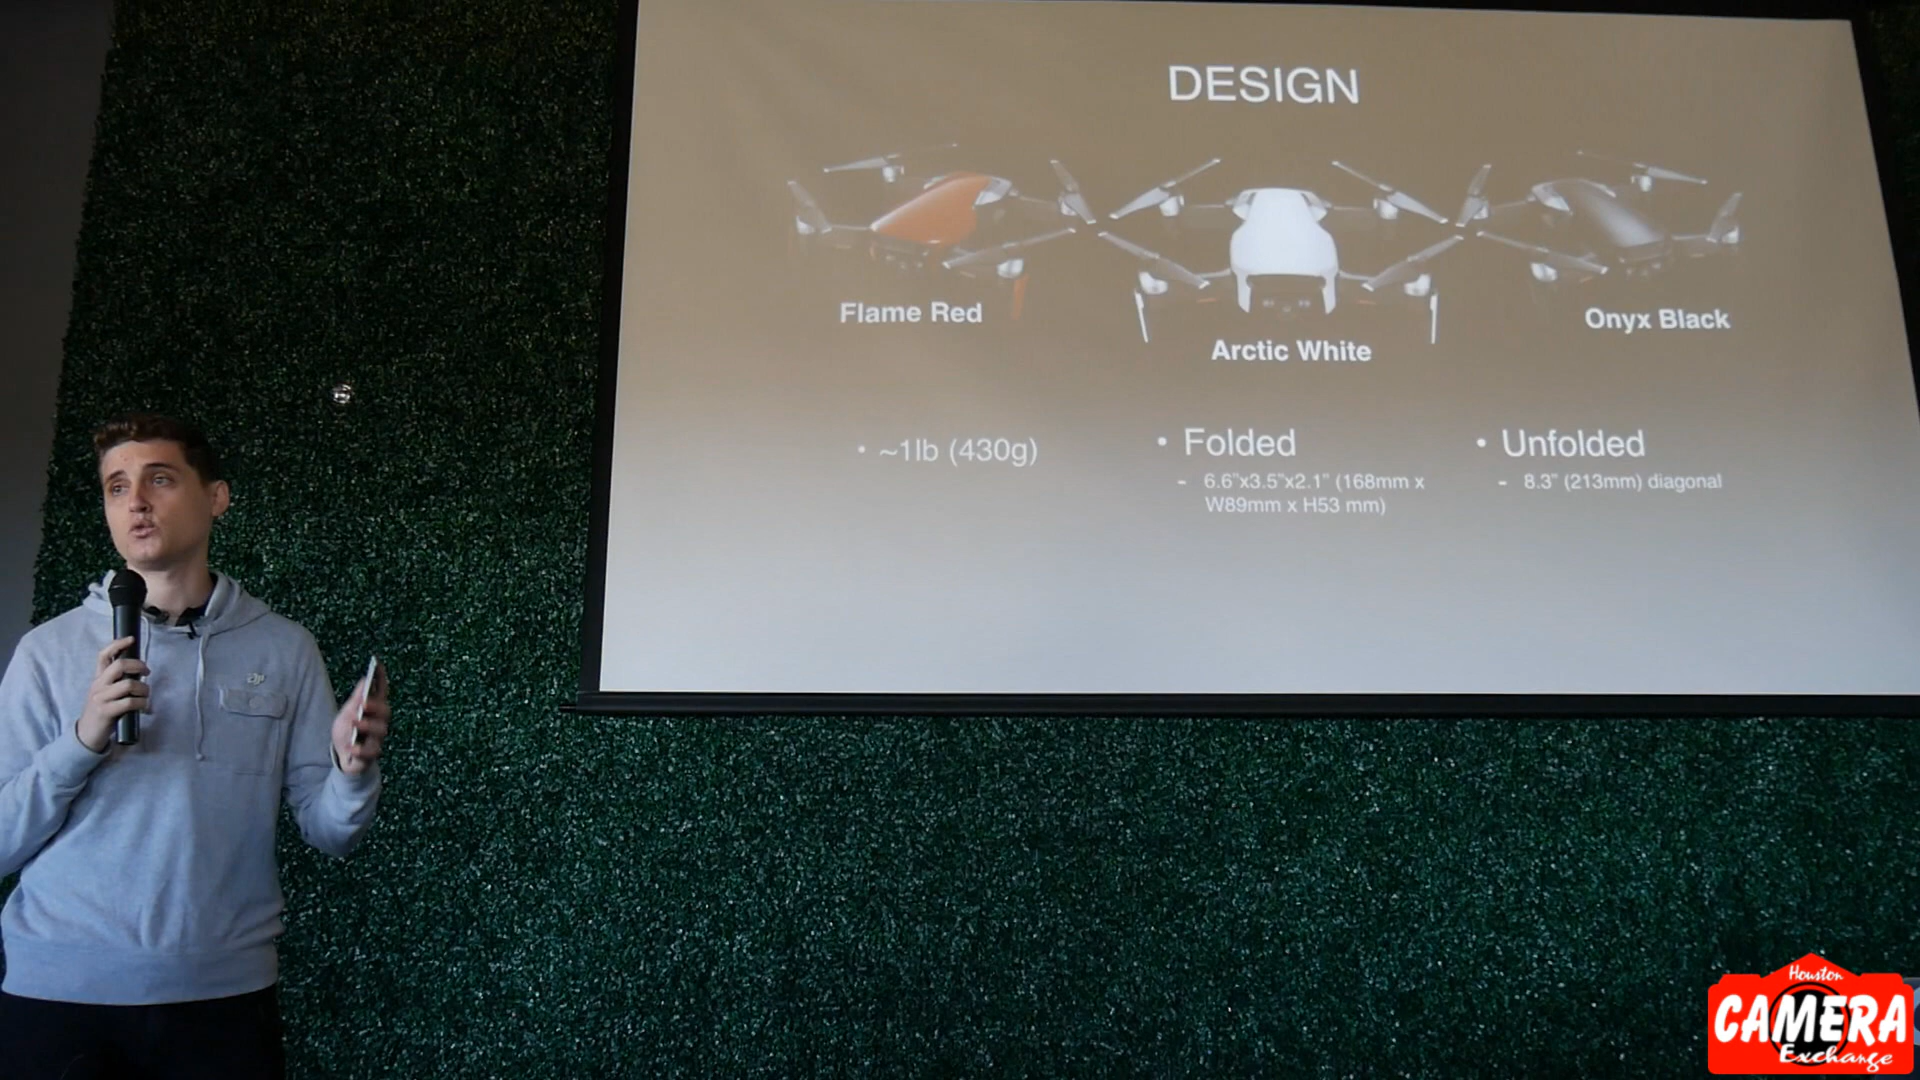 DESIGN
Flame Red
Arctic White
Onyx Black
• ~1lb (430g)
• Folded
- 6.6”x3.5”x2.1” (168mm x
W89mm x H53 mm)
• Unfolded
- 8.3” (213mm) diagonal
dji
Houston
CAMERA
Exchange